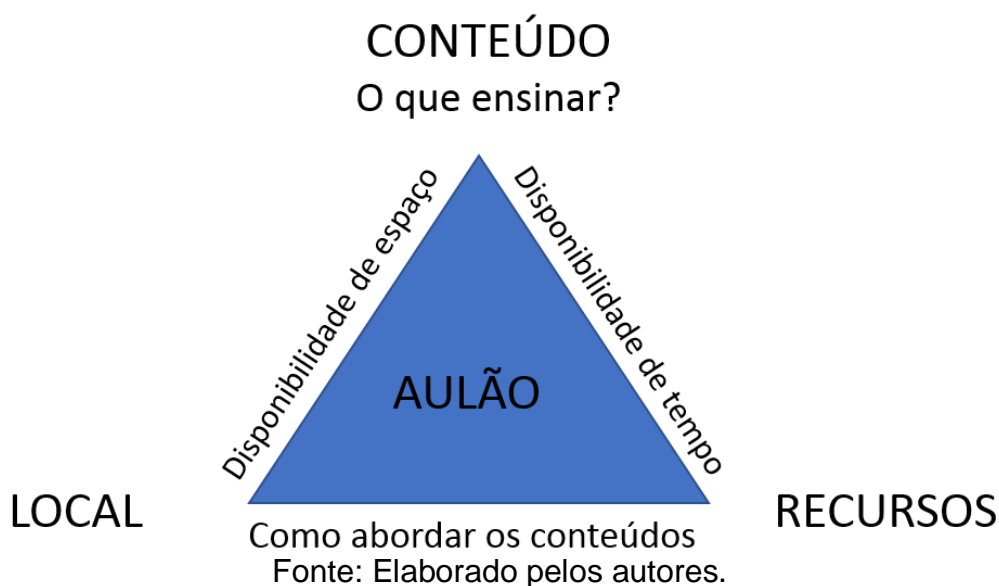 CONTEÚDO
O que ensinar?
Disponibilidade de espaço
Disponibilidade de tempo
AULÃO
LOCAL
RECURSOS
Como abordar os conteúdos
Fonte: Elaborado pelos autores.